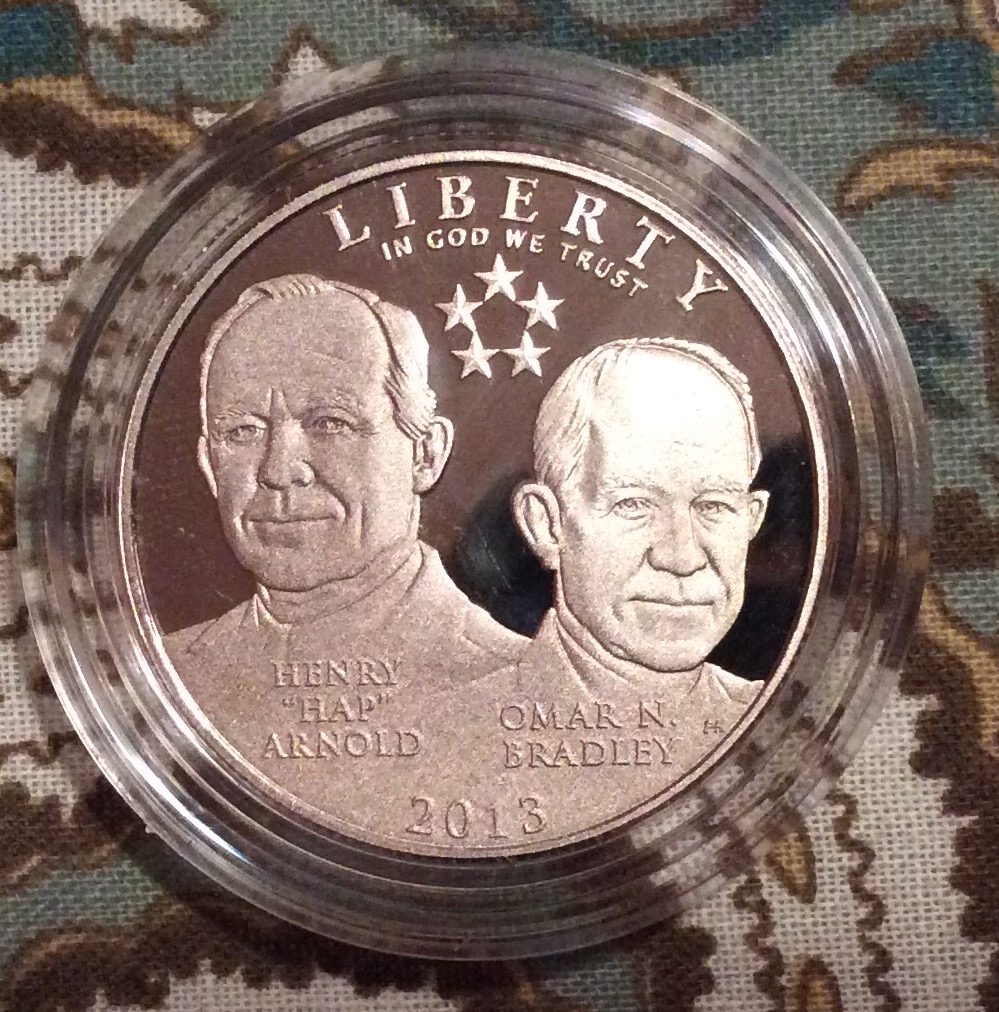 LIBERTY
IN GOD WE TRUST
HENRY
"HAP"
ARNOLD
OMAR N.
BRADLEY
2013